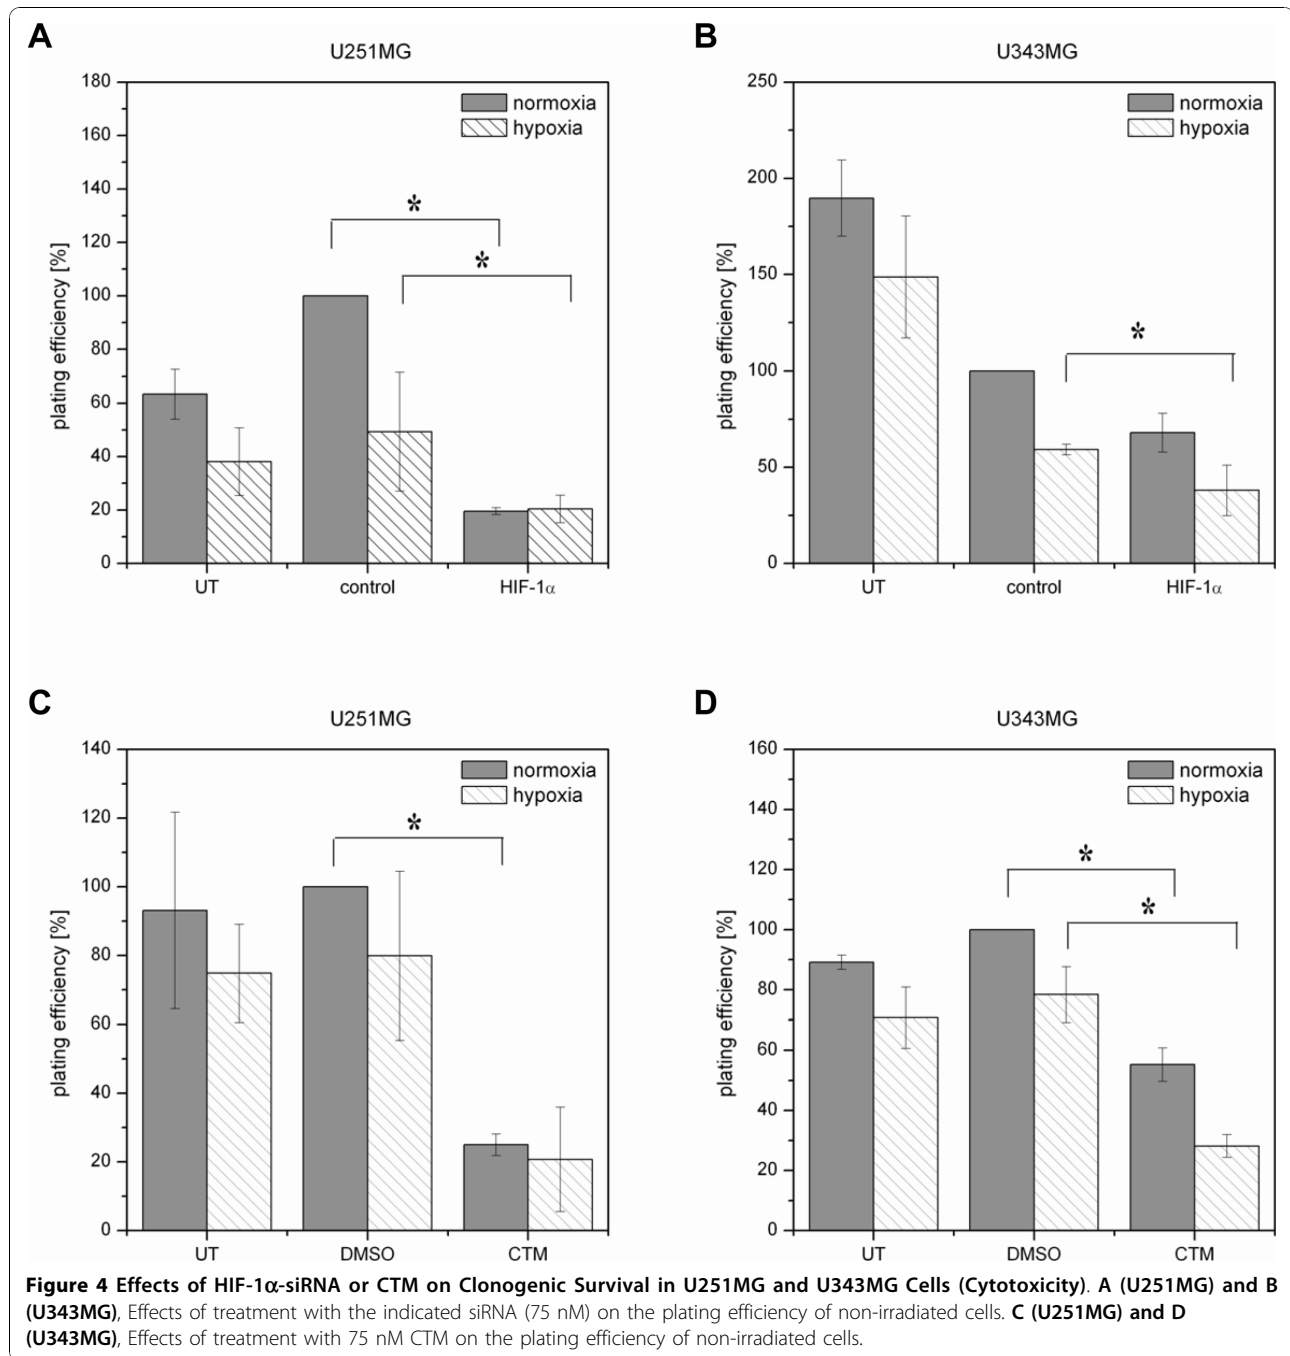 A
U251MG
180
160
140
120
100
80
60
40
20
0
plating efficiency [%]
normoxia
hypoxia
*
*
UT
control
HIF-1α
B
U343MG
250
200
150
100
50
0
plating efficiency [%]
normoxia
hypoxia
*
UT
control
HIF-1α
C
U251MG
140
120
100
80
60
40
20
0
plating efficiency [%]
normoxia
hypoxia
*
UT
DMSO
CTM
D
U343MG
160
140
120
100
80
60
40
20
0
plating efficiency [%]
normoxia
hypoxia
*
*
UT
DMSO
CTM
Figure 4 Effects of HIF-1α-siRNA or CTM on Clonogenic Survival in U251MG and U343MG Cells (Cytotoxicity). A (U251MG) and B
(U343MG), Effects of treatment with the indicated siRNA (75 nM) on the plating efficiency of non-irradiated cells. C (U251MG) and D
(U343MG), Effects of treatment with 75 nM CTM on the plating efficiency of non-irradiated cells.